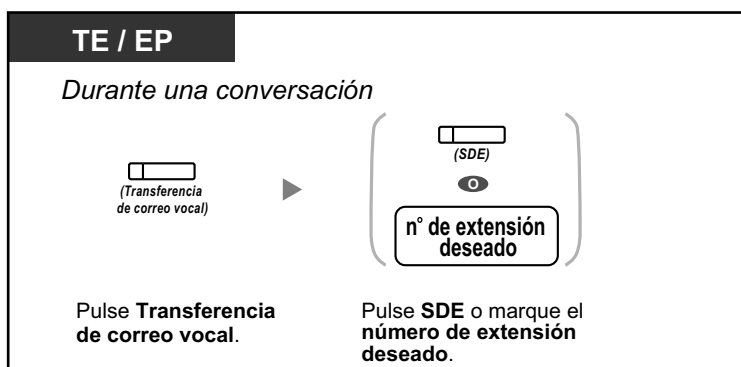 TE / EP
Durante una conversación
(Transferencia
de correo vocal)
(SDE)
O
n° de extensión
deseado
Pulse Transferencia
de correo vocal.
Pulse SDE o marque el
número de extensión
deseado.